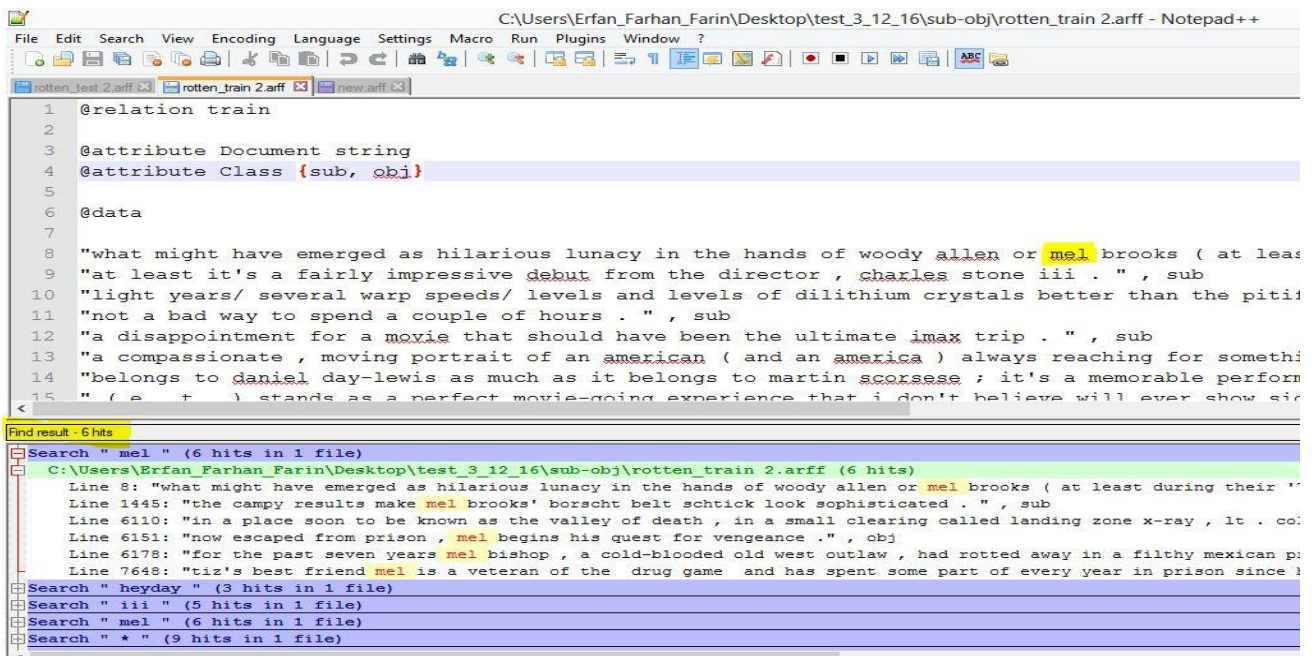 C:\Users\Erfan_Farhan_Farin\Desktop\test_3_12_16\sub-obj\rotten_train 2.arff - Notepad++
File Edit Search View Encoding Language Settings Macro Run Plugins Window ?
rotten_test 2.arff rotten_train 2.arff new.arff
1 @relation train
2
3 @attribute Document string
4 @attribute Class {sub, obj}
5
6 @data
7
8 "what might have emerged as hilarious lunacy in the hands of woody allen or mel brooks ( at leas
9 "at least it's a fairly impressive debut from the director , charles stone iii . " , sub
10 "light years/ several warp speeds/ levels and levels of dilithium crystals better than the pitif
11 "not a bad way to spend a couple of hours . " , sub
12 "a disappointment for a movie that should have been the ultimate imax trip . " , sub
13 "a compassionate , moving portrait of an american ( and an america ) always reaching for somethi
14 "belongs to daniel day-lewis as much as it belongs to martin scorsese ; it's a memorable perform
15 " ( e . t . ) stands as a perfect movie-going experience that i don't believe will ever show sig
Find result - 6 hits
Search " mel " (6 hits in 1 file)
C:\Users\Erfan_Farhan_Farin\Desktop\test_3_12_16\sub-obj\rotten_train 2.arff (6 hits)
Line 8: "what might have emerged as hilarious lunacy in the hands of woody allen or mel brooks ( at least during their '
Line 1445: "the campy results make mel brooks' borscht belt schtick look sophisticated . " , sub
Line 6110: "in a place soon to be known as the valley of death , in a small clearing called landing zone x-ray , lt . col
Line 6151: "now escaped from prison , mel begins his quest for vengeance ." , obj
Line 6178: "for the past seven years mel bishop , a cold-blooded old west outlaw , had rotted away in a filthy mexican p
Line 7648: "tiz's best friend mel is a veteran of the drug game and has spent some part of every year in prison since
Search " heyday " (3 hits in 1 file)
Search " iii " (5 hits in 1 file)
Search " mel " (6 hits in 1 file)
Search " * " (9 hits in 1 file)